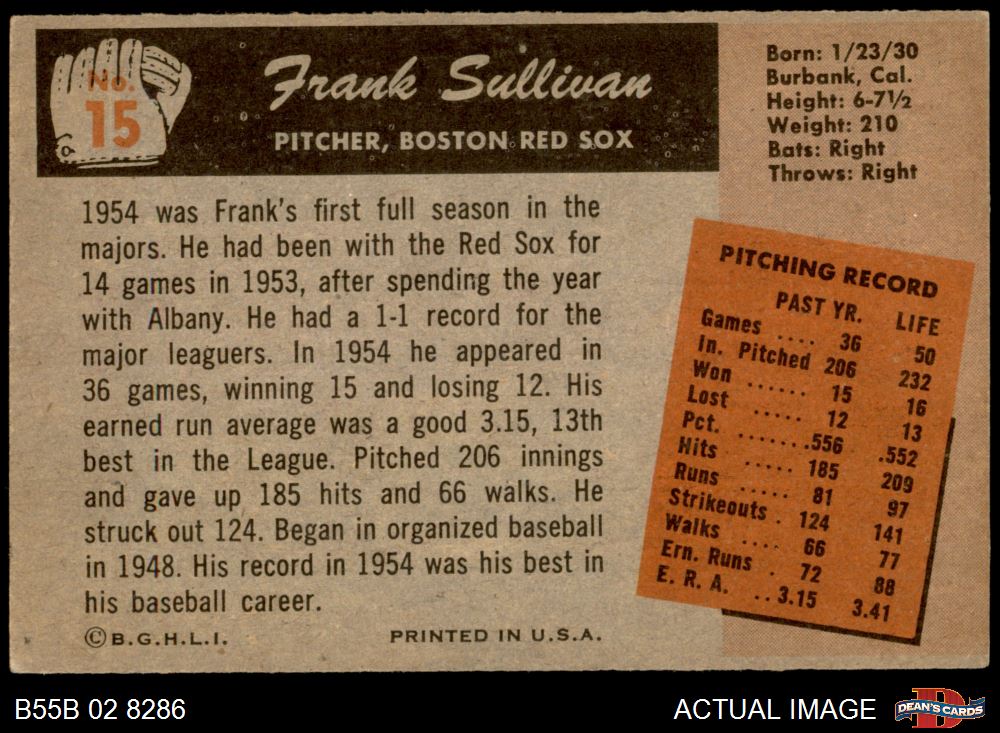 No.
15
Frank Sullivan
PITCHER, BOSTON RED SOX
Born: 1/23/30
Burbank, Cal.
Height: 6-7½
Weight: 210
Bats: Right
Throws: Right
1954 was Frank's first full season in the
majors. He had been with the Red Sox for
14 games in 1953, after spending the year
with Albany. He had a 1-1 record for the
major leaguers. In 1954 he appeared in
36 games, winning 15 and losing 12. His
earned run average was a good 3.15, 13th
best in the League. Pitched 206 innings
and gave up 185 hits and 66 walks. He
struck out 124. Began in organized baseball
in 1948. His record in 1954 was his best in
his baseball career.
©B.G.H.L.I. PRINTED IN U.S.A.
PITCHING RECORD
PAST YR. LIFE
Games .... 36 50
In. Pitched 206 232
Won ...... 15 16
Lost ..... 12 13
Pct. .......556 .552
Hits ..... 185 209
Runs ..... 81 97
Strikeouts . 124 141
Walks .... 66 77
Ern. Runs . 72 88
E. R. A. ..3.15 3.41
B55B 02 8286
ACTUAL IMAGE
D
DEAN'S CARDS